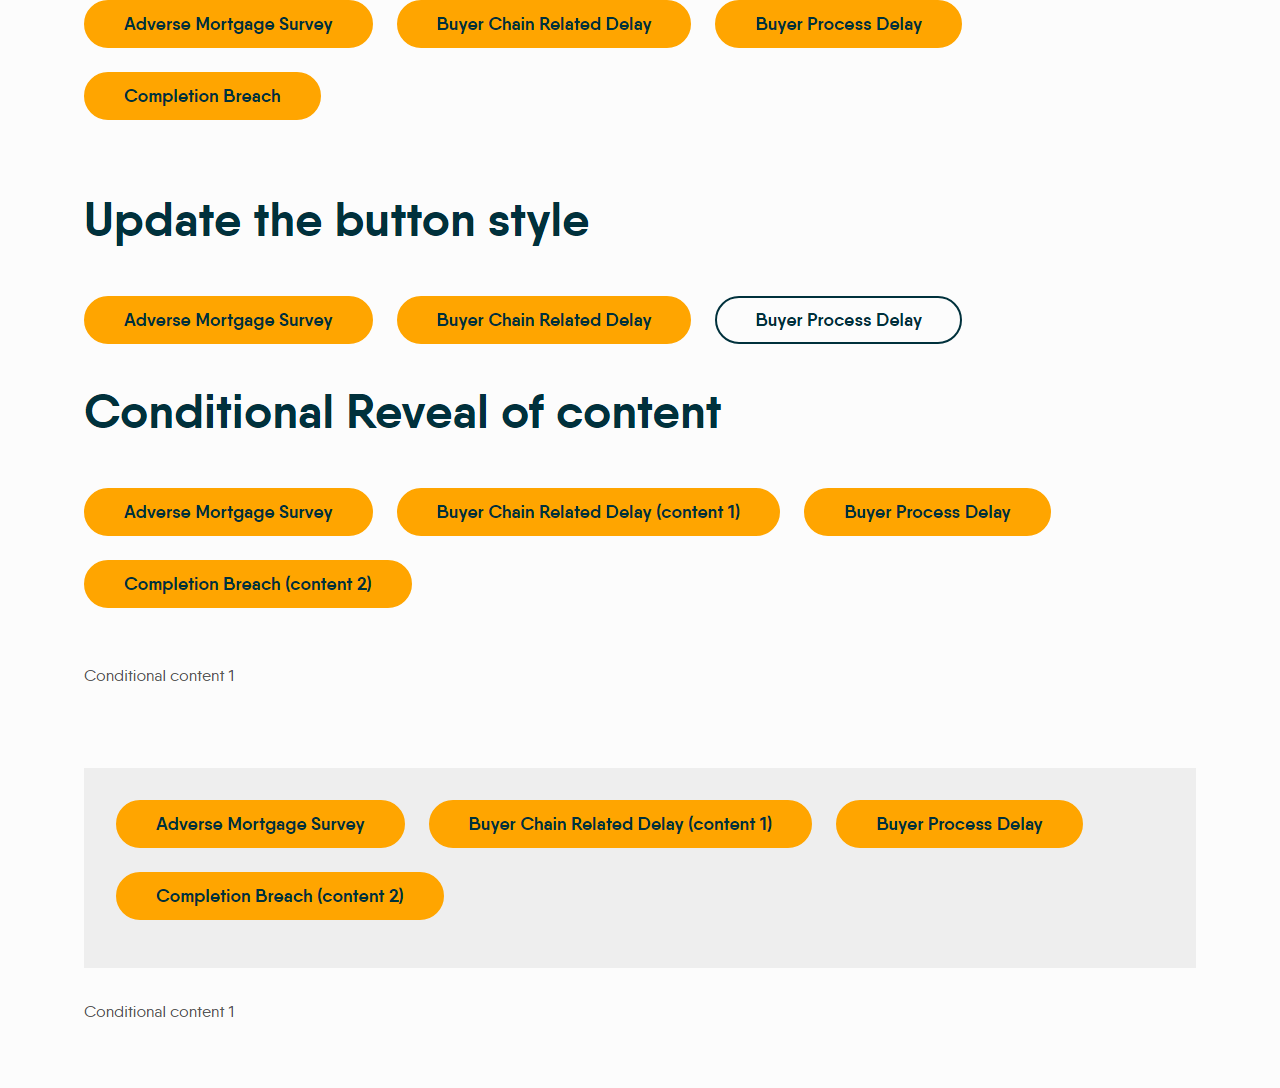 Adverse Mortgage Survey Buyer Chain Related Delay Buyer Process Delay
Completion Breach
Update the button style
Adverse Mortgage Survey Buyer Chain Related Delay Buyer Process Delay
Conditional Reveal of content
Adverse Mortgage Survey Buyer Chain Related Delay (content 1) Buyer Process Delay
Completion Breach (content 2)
Conditional content 1
Adverse Mortgage Survey Buyer Chain Related Delay (content 1) Buyer Process Delay
Completion Breach (content 2)
Conditional content 1